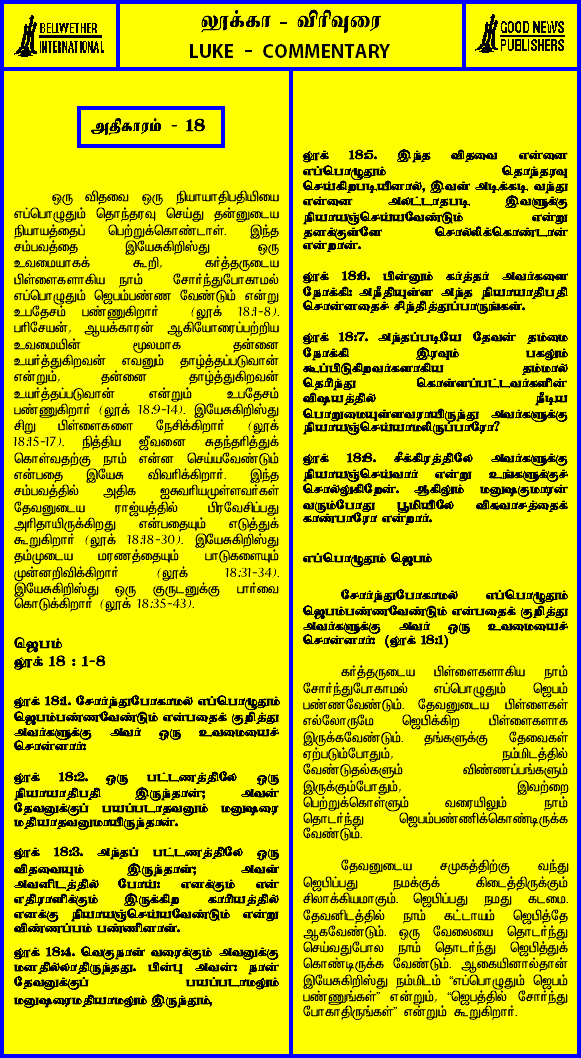 BELWETHER
INTERNATIONAL
லூக்கா - விரிவுரை
LUKE - COMMENTARY
GOOD NEWS
PUBLISHERS
அதிகாரம் - 18
ஒரு விதவை ஒரு நியாயாதிபதியியை
எப்பொழுதும் தொந்தரவு செய்து தன்னுடைய
நியாயத்தைப் பெற்றுக்கொண்டாள். இந்த
சம்பவத்தை இயேசுகிறிஸ்து ஒரு
உவமையாகக் கூறி, கர்த்தருடைய
பிள்ளைகளாகிய நாம் சோர்ந்துபோகாமல்
எப்பொழுதும் ஜெபம்பண்ண வேண்டும் என்று
உபதேசம் பண்ணுகிறார் (லூக் 18:1-8).
பரிசேயன், ஆயக்காரன் ஆகியோரைப்பற்றிய
உவமையின் மூலமாக தன்னை
உயர்த்துகிறவன் எவனும் தாழ்த்தப்படுவான்
என்றும், தன்னை தாழ்த்துகிறவன்
உயர்த்தப்படுவான் என்றும் உபதேசம்
பண்ணுகிறார் (லூக் 18:9-14). இயேசுகிறிஸ்து
சிறு பிள்ளைகளை நேசிக்கிறார் (லூக்
18:15-17). நித்திய ஜீவனை சுதந்தரித்துக்
கொள்வதற்கு நாம் என்ன செய்யவேண்டும்
என்பதை இயேசு விவரிக்கிறார். இந்த
சம்பவத்தில் அதிக ஐசுவரியமுள்ளவர்கள்
தேவனுடைய ராஜ்யத்தில் பிரவேசிப்பது
அரிதாயிருக்கிறது என்பதையும் எடுத்துக்
கூறுகிறார் (லூக் 18:18-30). இயேசுகிறிஸ்து
தம்முடைய மரணத்தையும் பாடுகளையும்
முன்னறிவிக்கிறார் (லூக் 18:31-34).
இயேசுகிறிஸ்து ஒரு குருடனுக்கு பார்வை
கொடுக்கிறார் (லூக் 18:35-43).
ஜெபம்
லூக் 18 : 1-8
லூக் 18:1. சோர்ந்துபோகாமல் எப்பொழுதும்
ஜெபம்பண்ணவேண்டும் என்பதைக் குறித்து
அவர்களுக்கு அவர் ஒரு உவமையைச்
சொன்னார்:
லூக் 18:2. ஒரு பட்டணத்திலே ஒரு
நியாயாதிபதி இருந்தான்; அவன்
தேவனுக்குப் பயப்படாதவனும் மனுஷரை
மதியாதவனுமாயிருந்தான்.
லூக் 18:3. அந்தப் பட்டணத்திலே ஒரு
விதவையும் இருந்தாள்; அவள்
அவனிடத்தில் போய்: எனக்கும் என்
எதிராளிக்கும் இருக்கிற காரியத்தில்
எனக்கு நியாயஞ்செய்யவேண்டும் என்று
விண்ணப்பம் பண்ணினாள்.
லூக் 18:4. வெகுநாள் வரைக்கும் அவனுக்கு
மனதில்லாதிருந்தது. பின்பு அவன்: நான்
தேவனுக்குப் பயப்படாமலும்
மனுஷரைமதியாமலும் இருந்தும்,
லூக் 18:5. இந்த விதவை என்னை
எப்பொழுதும் தொந்தரவு
செய்கிறபடியினால், இவள் அடிக்கடி வந்து
என்னை அலட்டாதபடி இவளுக்கு
நியாயஞ்செய்யவேண்டும் என்று
தனக்குள்ளே சொல்லிக்கொண்டான்
என்றான்.
லூக் 18:6. பின்னும் கர்த்தர் அவர்களை
நோக்கி: அநீதியுள்ள அந்த நியாயாதிபதி
சொன்னதைச் சிந்தித்துப்பாருங்கள்.
லூக் 18:7. அந்தப்படியே தேவன் தம்மை
நோக்கி இரவும் பகலும்
கூப்பிடுகிறவர்களாகிய தம்மால்
தெரிந்து கொள்ளப்பட்டவர்களின்
விஷயத்தில் நீடிய
பொறுமையுள்ளவராயிருந்து அவர்களுக்கு
நியாயஞ்செய்யாமலிருப்பாரோ?
லூக் 18:8. சீக்கிரத்திலே அவர்களுக்கு
நியாயஞ்செய்வார் என்று உங்களுக்குச்
சொல்லுகிறேன். ஆகிலும் மனுஷகுமாரன்
வரும்போது பூமியிலே விசுவாசத்தைக்
காண்பாரோ என்றார்.
எப்பொழுதும் ஜெபம்
சோர்ந்துபோகாமல் எப்பொழுதும்
ஜெபம்பண்ணவேண்டும் என்பதைக் குறித்து
அவர்களுக்கு அவர் ஒரு உவமையைச்
சொன்னார்: (லூக் 18:1)
கர்த்தருடைய பிள்ளைகளாகிய நாம்
சோர்ந்துபோகாமல் எப்பொழுதும் ஜெபம்
பண்ணவேண்டும். தேவனுடைய பிள்ளைகள்
எல்லோருமே ஜெபிக்கிற பிள்ளைகளாக
இருக்கவேண்டும். தங்களுக்கு தேவைகள்
ஏற்படும்போதும், நம்மிடத்தில்
வேண்டுதல்களும் விண்ணப்பங்களும்
இருக்கும்போதும், இவற்றை
பெற்றுக்கொள்ளும் வரையிலும் நாம்
தொடர்ந்து ஜெபம்பண்ணிக்கொண்டிருக்க
வேண்டும்.
தேவனுடைய சமுகத்திற்கு வந்து
ஜெபிப்பது நமக்குக் கிடைத்திருக்கும்
சிலாக்கியமாகும். ஜெபிப்பது நமது கடமை.
தேவனிடத்தில் நாம் கட்டாயம் ஜெபித்தே
ஆகவேண்டும். ஒரு வேலையை தொடர்ந்து
செய்வதுபோல நாம் தொடர்ந்து ஜெபித்துக்
கொண்டிருக்க வேண்டும். ஆகையினால்தான்
இயேசுகிறிஸ்து நம்மிடம் “எப்பொழுதும் ஜெபம்
பண்ணுங்கள்” என்றும், “ஜெபத்தில் சோர்ந்து
போகாதிருங்கள்” என்றும் கூறுகிறார்.